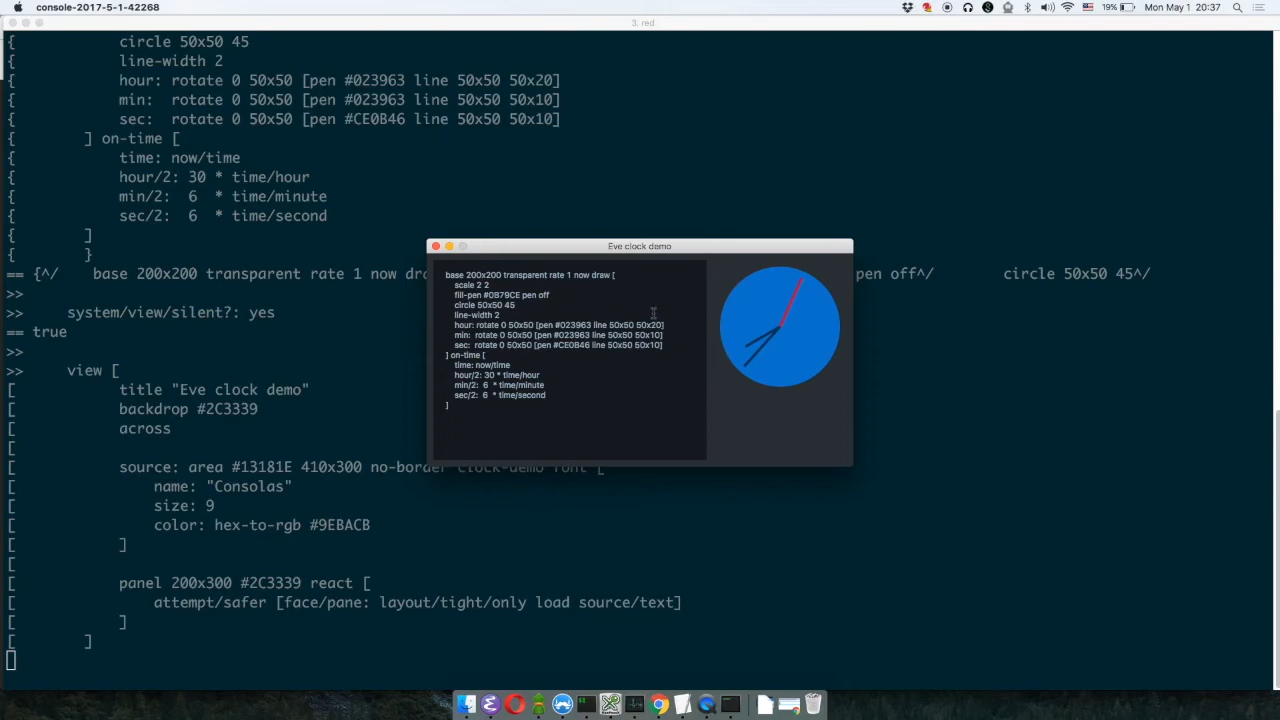 console-2017-5-1-42268
19%
Mon May 1 20:37
3. red
{ circle 50x50 45
{ line-width 2
{ hour: rotate 0 50x50 [pen #023963 line 50x50 50x20]
{ min: rotate 0 50x50 [pen #023963 line 50x50 50x10]
{ sec: rotate 0 50x50 [pen #CE0B46 line 50x50 50x10]
{ ] on-time [
{ time: now/time
{ hour/2: 30 * time/hour
{ min/2: 6 * time/minute
{ sec/2: 6 * time/second
{ ]
{ }
== {^/ base 200x200 transparent rate 1 now dra
pen off^/ circle 50x50 45^/
>>
>> system/view/silent?: yes
== true
>>
>> view [
[ title "Eve clock demo"
[ backdrop #2C3339
[ across
[
[ source: area #13181E 410x300 no-border clock-demo font [
[ name: "Consolas"
[ size: 9
[ color: hex-to-rgb #9EBACB
[ ]
[
[ panel 200x300 #2C3339 react [
[ attempt/safer [face/pane: layout/tight/only load source/text]
[ ]
[ ]
Eve clock demo
base 200x200 transparent rate 1 now draw [
scale 2 2
fill-pen #0B79CE pen off
circle 50x50 45
line-width 2
hour: rotate 0 50x50 [pen #023963 line 50x50 50x20]
min: rotate 0 50x50 [pen #023963 line 50x50 50x10]
sec: rotate 0 50x50 [pen #CE0B46 line 50x50 50x10]
] on-time [
time: now/time
hour/2: 30 * time/hour
min/2: 6 * time/minute
sec/2: 6 * time/second
]